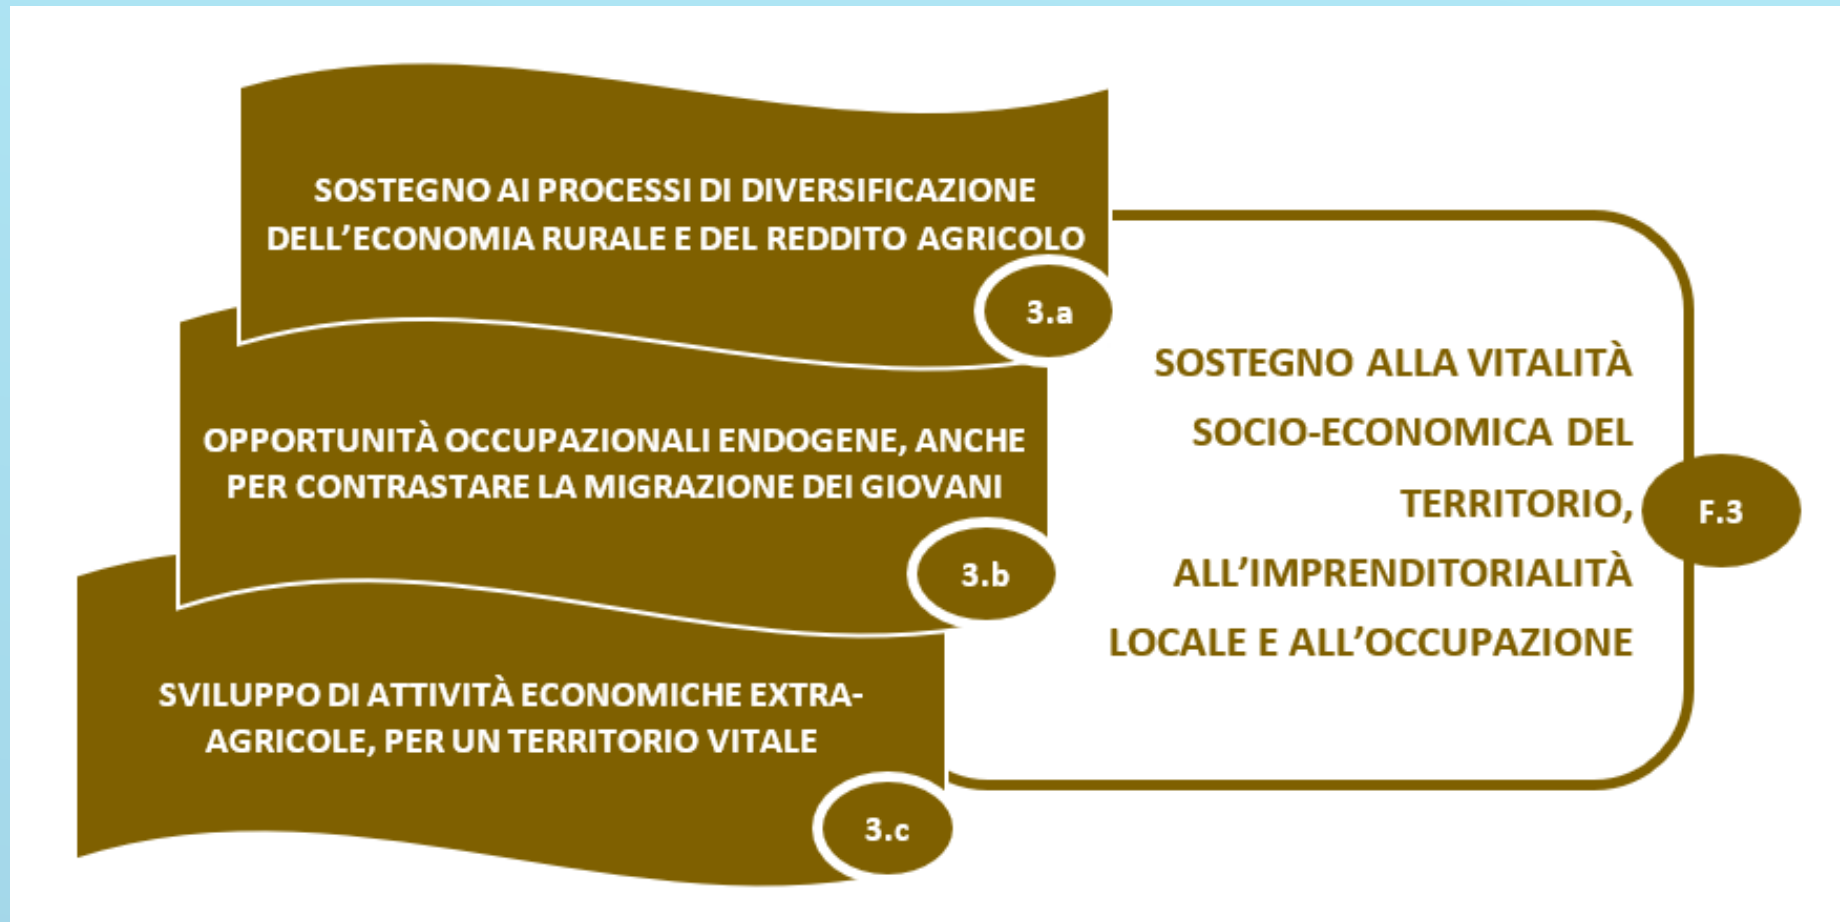 SOSTEGNO AI PROCESSI DI DIVERSIFICAZIONE
DELL’ECONOMIA RURALE E DEL REDDITO AGRICOLO
3.a
OPPORTUNITÀ OCCUPAZIONALI ENDOGENE, ANCHE
PER CONTRASTARE LA MIGRAZIONE DEI GIOVANI
3.b
SVILUPPO DI ATTIVITÀ ECONOMICHE EXTRA-
AGRICOLE, PER UN TERRITORIO VITALE
3.c
SOSTEGNO ALLA VITALITÀ
SOCIO-ECONOMICA DEL
TERRITORIO,
ALL’IMPRENDITORIALITÀ
LOCALE E ALL’OCCUPAZIONE
F.3